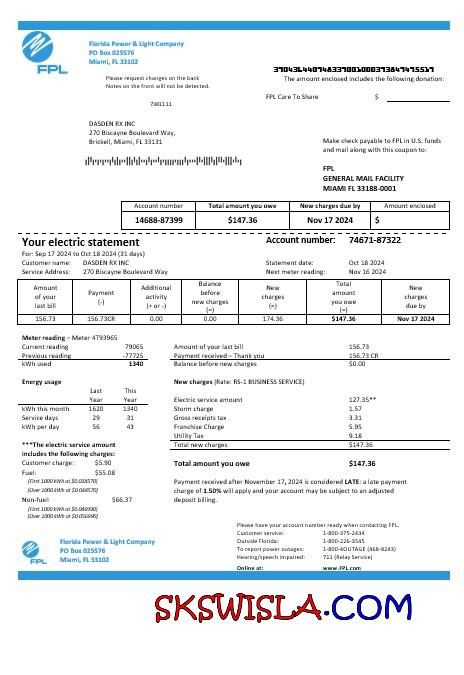 FPL
Florida Power & Light Company
PO Box 025576
Miami, FL 33102
Please request changes on the back
Notes on the front will not be detected.
The amount enclosed includes the following donation:
FPL Care To Share $
DASDEN RX INC
270 Biscayne Boulevard Way,
Brickell, Miami, FL 33131
Make check payable to FPL in U.S. funds
and mail along with this coupon to:
FPL
GENERAL MAIL FACILITY
MIAMI FL 33188-0001
Account number Total amount you owe New charges due by Amount enclosed
14688-87399 $147.36 Nov 17 2024 $
Your electric statement Account number: 74671-87322
For: Sep 17 2024 to Oct 18 2024 (31 days)
Customer name: DASDEN RX INC Statement date: Oct 18 2024
Service Address: 270 Biscayne Boulevard Way Next meter reading: Nov 16 2024
Amount of your last bill Payment (-) Additional activity (+ or -) Balance before new charges (=) New charges (=) Total amount you owe (=) New charges due by
156.73 156.73CR 0.00 0.00 174.36 $147.36 Nov 17 2024
Meter reading – Meter 4T93965
Current reading 79065
Previous reading -77725
kWh used 1340
Amount of your last bill 156.73
Payment received – Thank you 156.73 CR
Balance before new charges $0.00
Energy usage
Last Year This Year
kWh this month 1620 1340
Service days 29 31
kWh per day 56 43
New charges (Rate: RS-1 BUSINESS SERVICE)
Electric service amount 127.35**
Storm charge 1.57
Gross receipts tax 3.31
Franchise Charge 5.95
Utility Tax 9.18
Total new charges $147.36
***The electric service amount
includes the following charges:
Customer charge: $5.90
Fuel: $55.08
(First 1000 kWh at $0.038570)
(Over 1000 kWh at $0.048570)
Non-fuel: $66.37
(First 1000 kWh at $0.046990)
(Over 1000 kWh at $0.056990)
Total amount you owe $147.36
Payment received after November 17, 2024 is considered LATE: a late payment
charge of 1.50% will apply and your account may be subject to an adjusted
deposit billing.
Please have your account number ready when contacting FPL.
Customer service: 1-800-375-2434
Outside Florida: 1-800-226-3545
To report power outages: 1-800-4OUTAGE (468-8243)
Hearing/speech impaired: 711 (Relay Service)
Online at: www.FPL.com
FPL
Florida Power & Light Company
PO Box 025576
Miami, FL 33102
SKSWISLA.COM